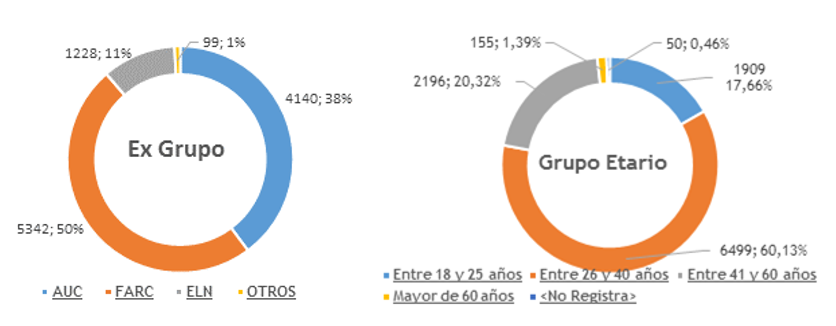 99; 1%
1228; 11%
4140; 38%
Ex Grupo
5342; 50%
AUC FARC ELN OTROS
155; 1,39%
50; 0,46%
1909
17,66%
2196; 20,32%
Grupo Etario
6499; 60,13%
Entre 18 y 25 años Entre 26 y 40 años Entre 41 y 60 años
Mayor de 60 años <No Registra>